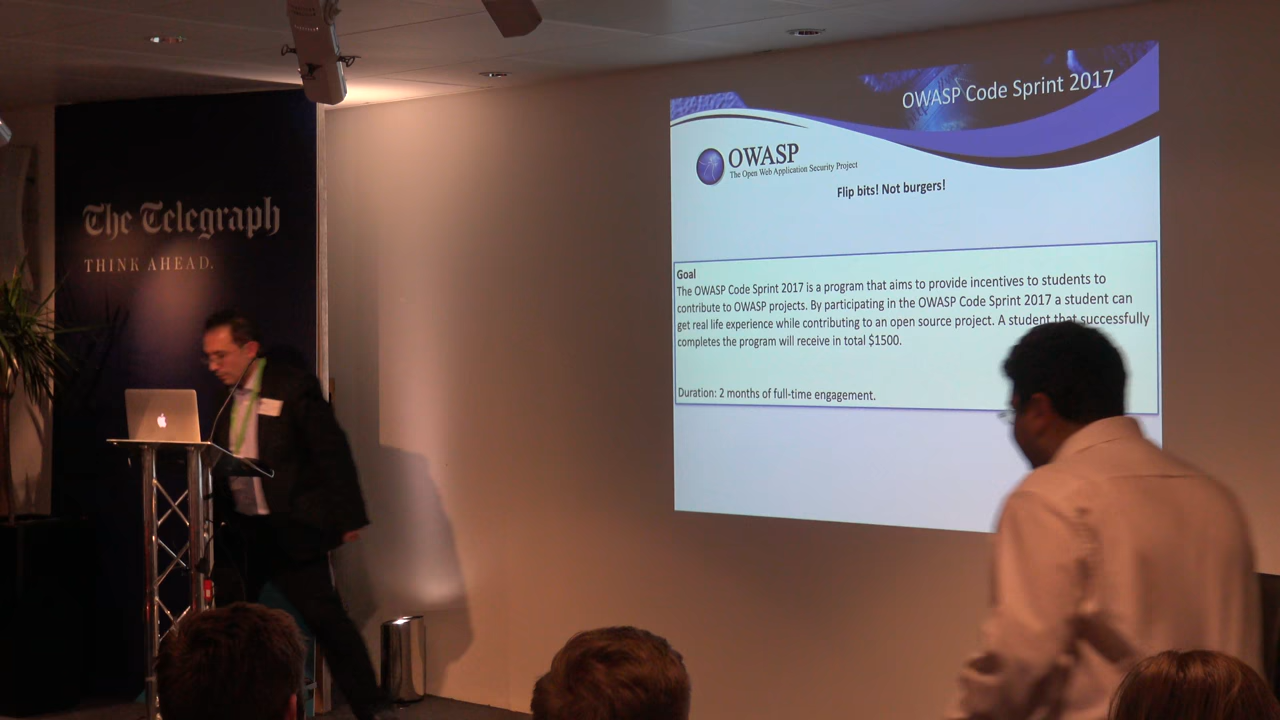 The Telegraph
THINK AHEAD.
OWASP Code Sprint 2017
OWASP
The Open Web Application Security Project
Flip bits! Not burgers!
Goal
The OWASP Code Sprint 2017 is a program that aims to provide incentives to students to
contribute to OWASP projects. By participating in the OWASP Code Sprint 2017 a student can
get real life experience while contributing to an open source project. A student that successfully
completes the program will receive in total $1500.
Duration: 2 months of full-time engagement.